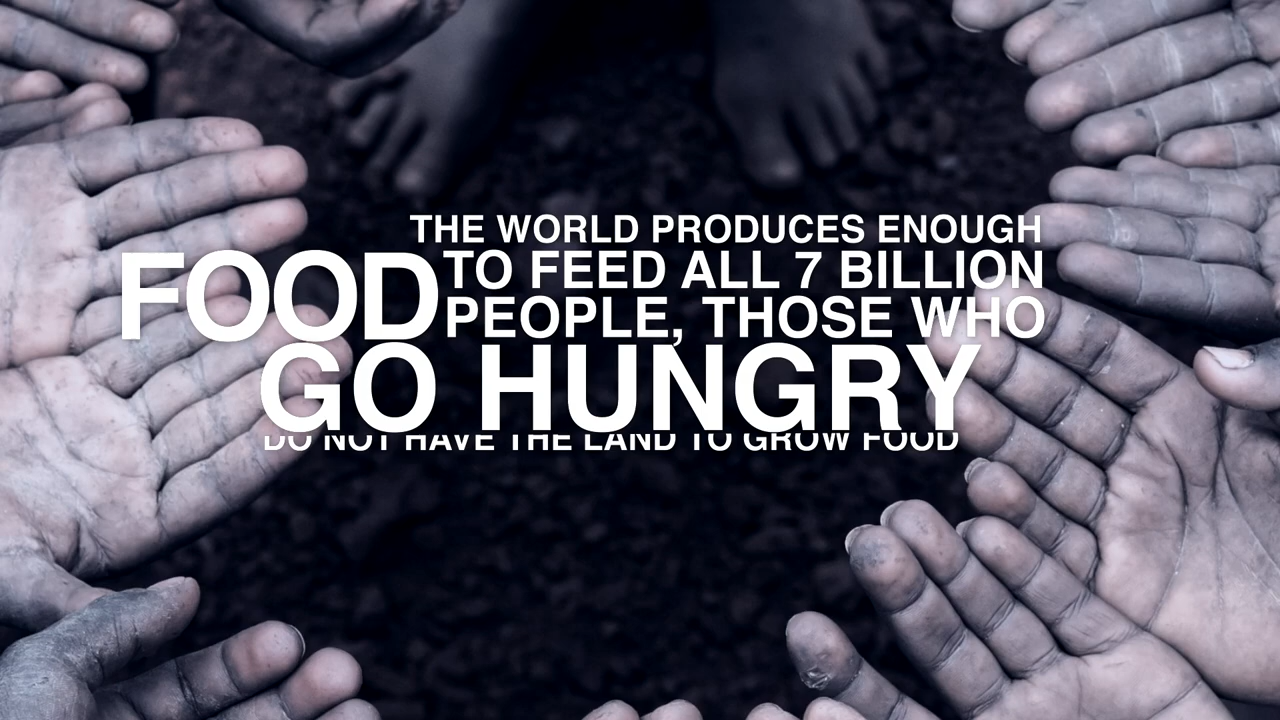 THE WORLD PRODUCES ENOUGH
FOOD TO FEED ALL 7 BILLION
PEOPLE, THOSE WHO
GO HUNGRY
DO NOT HAVE THE LAND TO GROW FOOD